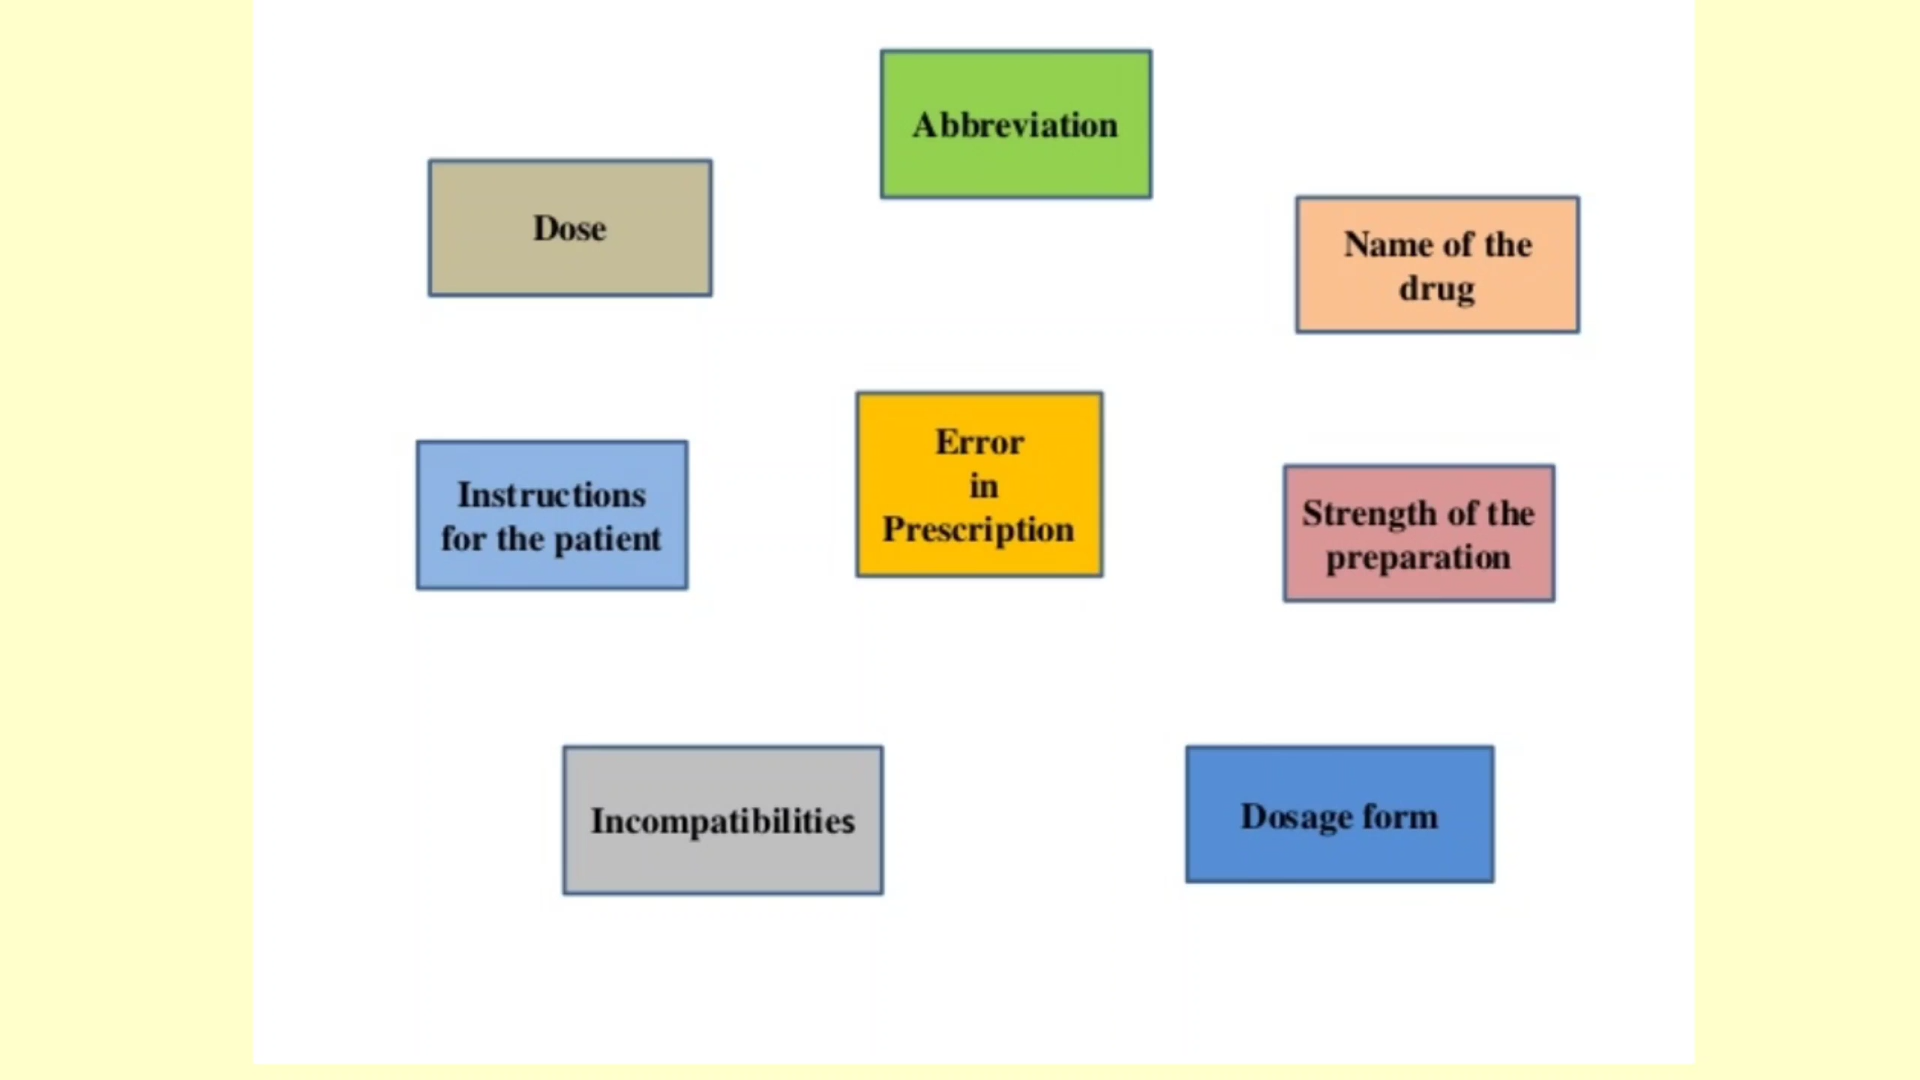 Abbreviation
Dose
Name of the
drug
Error
in
Prescription
Instructions
for the patient
Strength of the
preparation
Incompatibilities
Dosage form